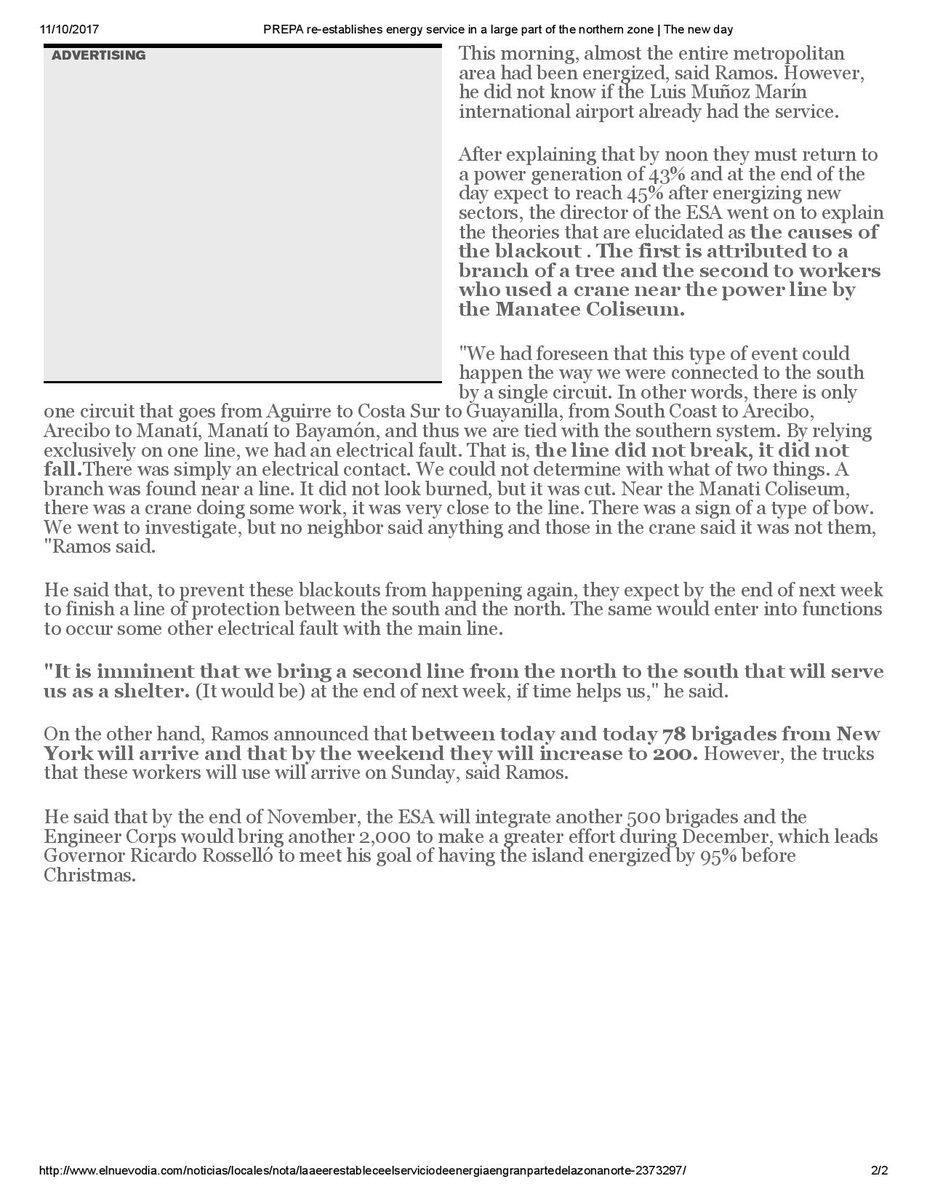 11/10/2017 PREPA re-establishes energy service in a large part of the northern zone | The new day
ADVERTISING
This morning, almost the entire metropolitan
area had been energized, said Ramos. However,
he did not know if the Luis Muñoz Marín
international airport already had the service.
After explaining that by noon they must return to
a power generation of 43% and at the end of the
day expect to reach 45% after energizing new
sectors, the director of the ESA went on to explain
the theories that are elucidated as the causes of
the blackout . The first is attributed to a
branch of a tree and the second to workers
who used a crane near the power line by
the Manatee Coliseum.
"We had foreseen that this type of event could
happen the way we were connected to the south
by a single circuit. In other words, there is only
one circuit that goes from Aguirre to Costa Sur to Guayanilla, from South Coast to Arecibo,
Arecibo to Manatí, Manatí to Bayamón, and thus we are tied with the southern system. By relying
exclusively on one line, we had an electrical fault. That is, the line did not break, it did not
fall.There was simply an electrical contact. We could not determine with what of two things. A
branch was found near a line. It did not look burned, but it was cut. Near the Manati Coliseum,
there was a crane doing some work, it was very close to the line. There was a sign of a type of bow.
We went to investigate, but no neighbor said anything and those in the crane said it was not them,
"Ramos said.
He said that, to prevent these blackouts from happening again, they expect by the end of next week
to finish a line of protection between the south and the north. The same would enter into functions
to occur some other electrical fault with the main line.
"It is imminent that we bring a second line from the north to the south that will serve
us as a shelter. (It would be) at the end of next week, if time helps us," he said.
On the other hand, Ramos announced that between today and today 78 brigades from New
York will arrive and that by the weekend they will increase to 200. However, the trucks
that these workers will use will arrive on Sunday, said Ramos.
He said that by the end of November, the ESA will integrate another 500 brigades and the
Engineer Corps would bring another 2,000 to make a greater effort during December, which leads
Governor Ricardo Rosselló to meet his goal of having the island energized by 95% before
Christmas.
http://www.elnuevodia.com/noticias/locales/nota/laaeerestableceelserviciodeenergiaengranpartedelazonanorte-2373297/ 2/2